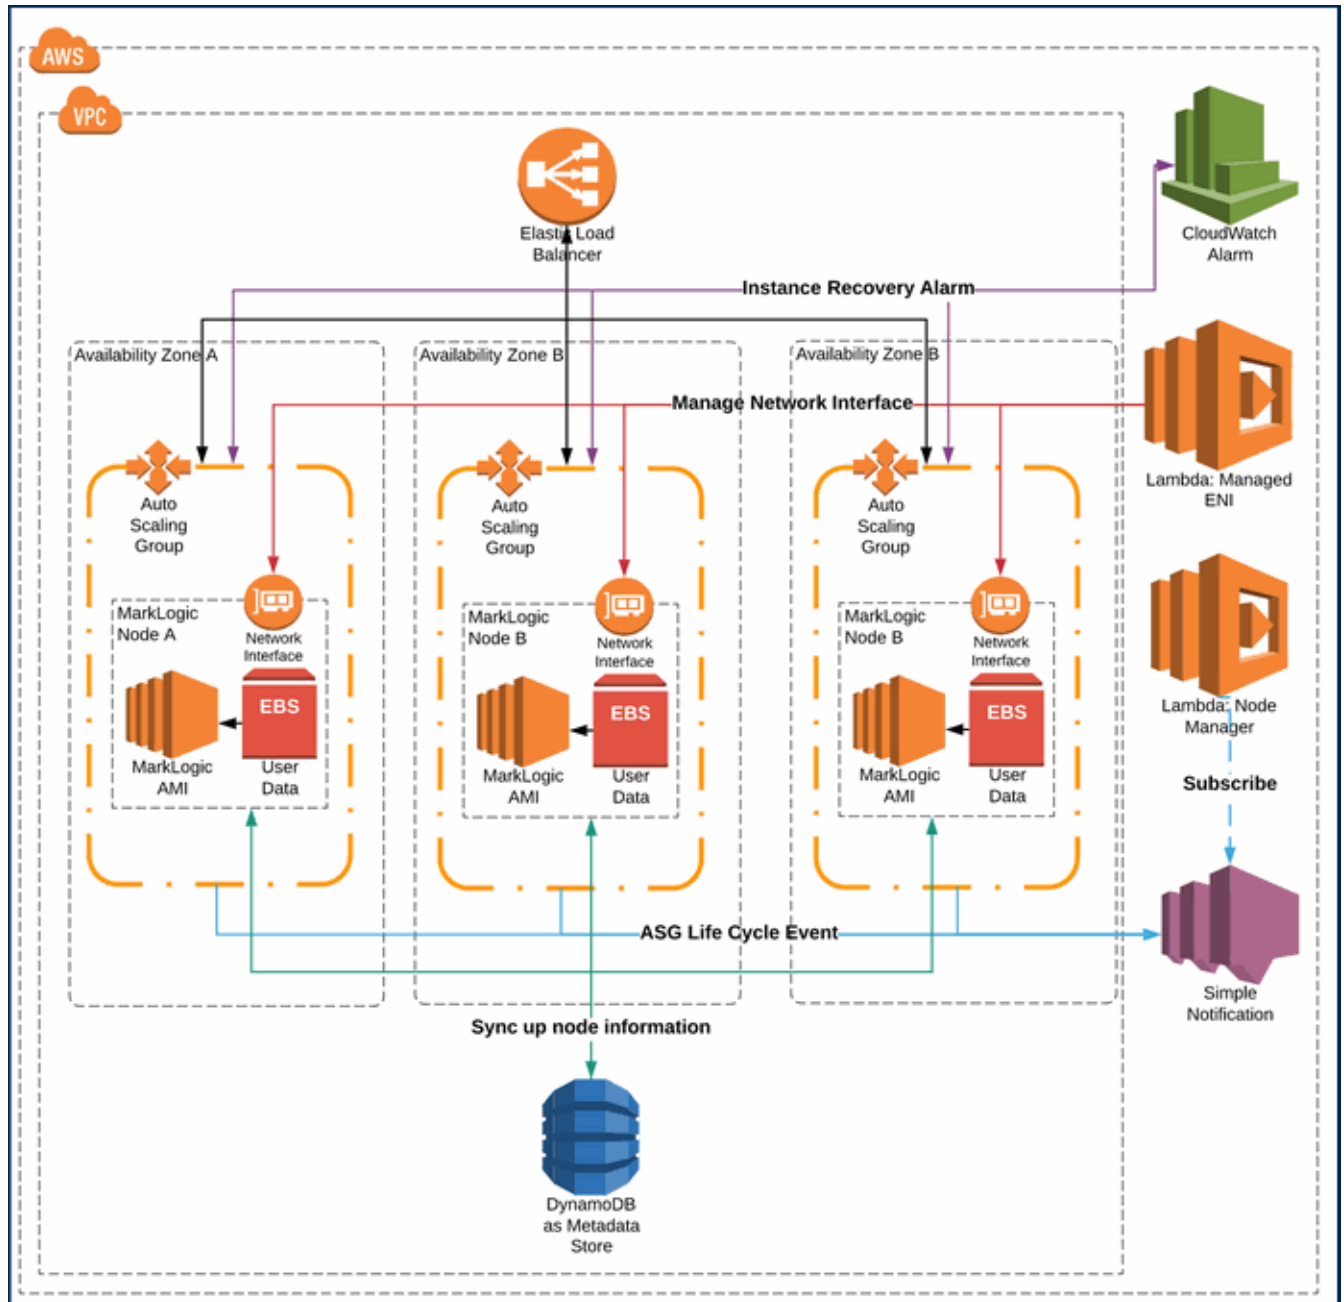 AWS
VPC
Elastic Load
Balancer
CloudWatch
Alarm
Instance Recovery Alarm
Availability Zone A
Availability Zone B
Availability Zone B
Manage Network Interface
Lambda: Managed
ENI
Auto
Scaling
Group
Auto
Scaling
Group
Auto
Scaling
Group
MarkLogic
Node A
Network
Interface
EBS
MarkLogic
AMI
User
Data
MarkLogic
Node B
Network
Interface
EBS
MarkLogic
AMI
User
Data
MarkLogic
Node B
Network
Interface
EBS
MarkLogic
AMI
User
Data
Lambda: Node
Manager
Subscribe
ASG Life Cycle Event
Simple
Notification
Sync up node information
DynamoDB
as Metadata
Store